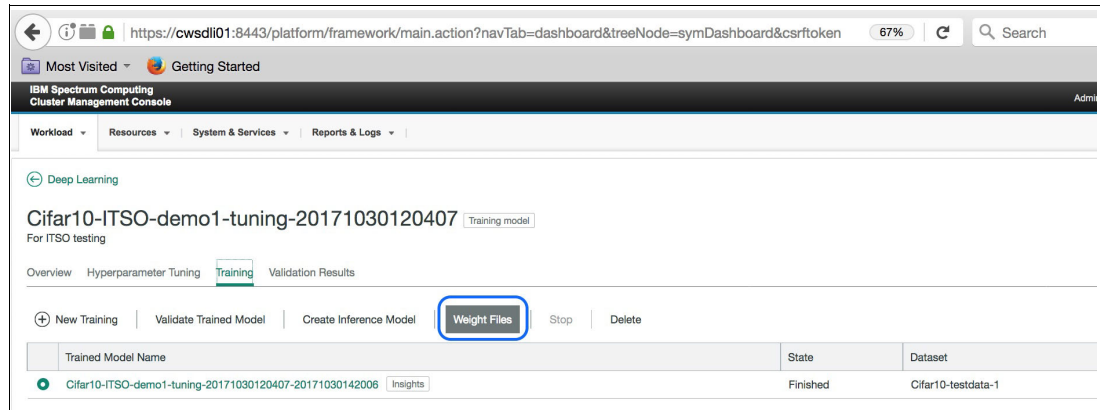 https://cwsdli01:8443/platform/framework/main.action?navTab=dashboard&treeNode=symDashboard&csrftoken 67% Search
Most Visited Getting Started
IBM Spectrum Computing
Cluster Management Console
Workload Resources System & Services Reports & Logs
Deep Learning
Cifar10-ITSO-demo1-tuning-20171030120407 Training model
For ITSO testing
Overview Hyperparameter Tuning Training Validation Results
New Training Validate Trained Model Create Inference Model Weight Files Stop Delete
Trained Model Name State Dataset
Cifar10-ITSO-demo1-tuning-20171030120407-20171030142006 Insights Finished Cifar10-testdata-1